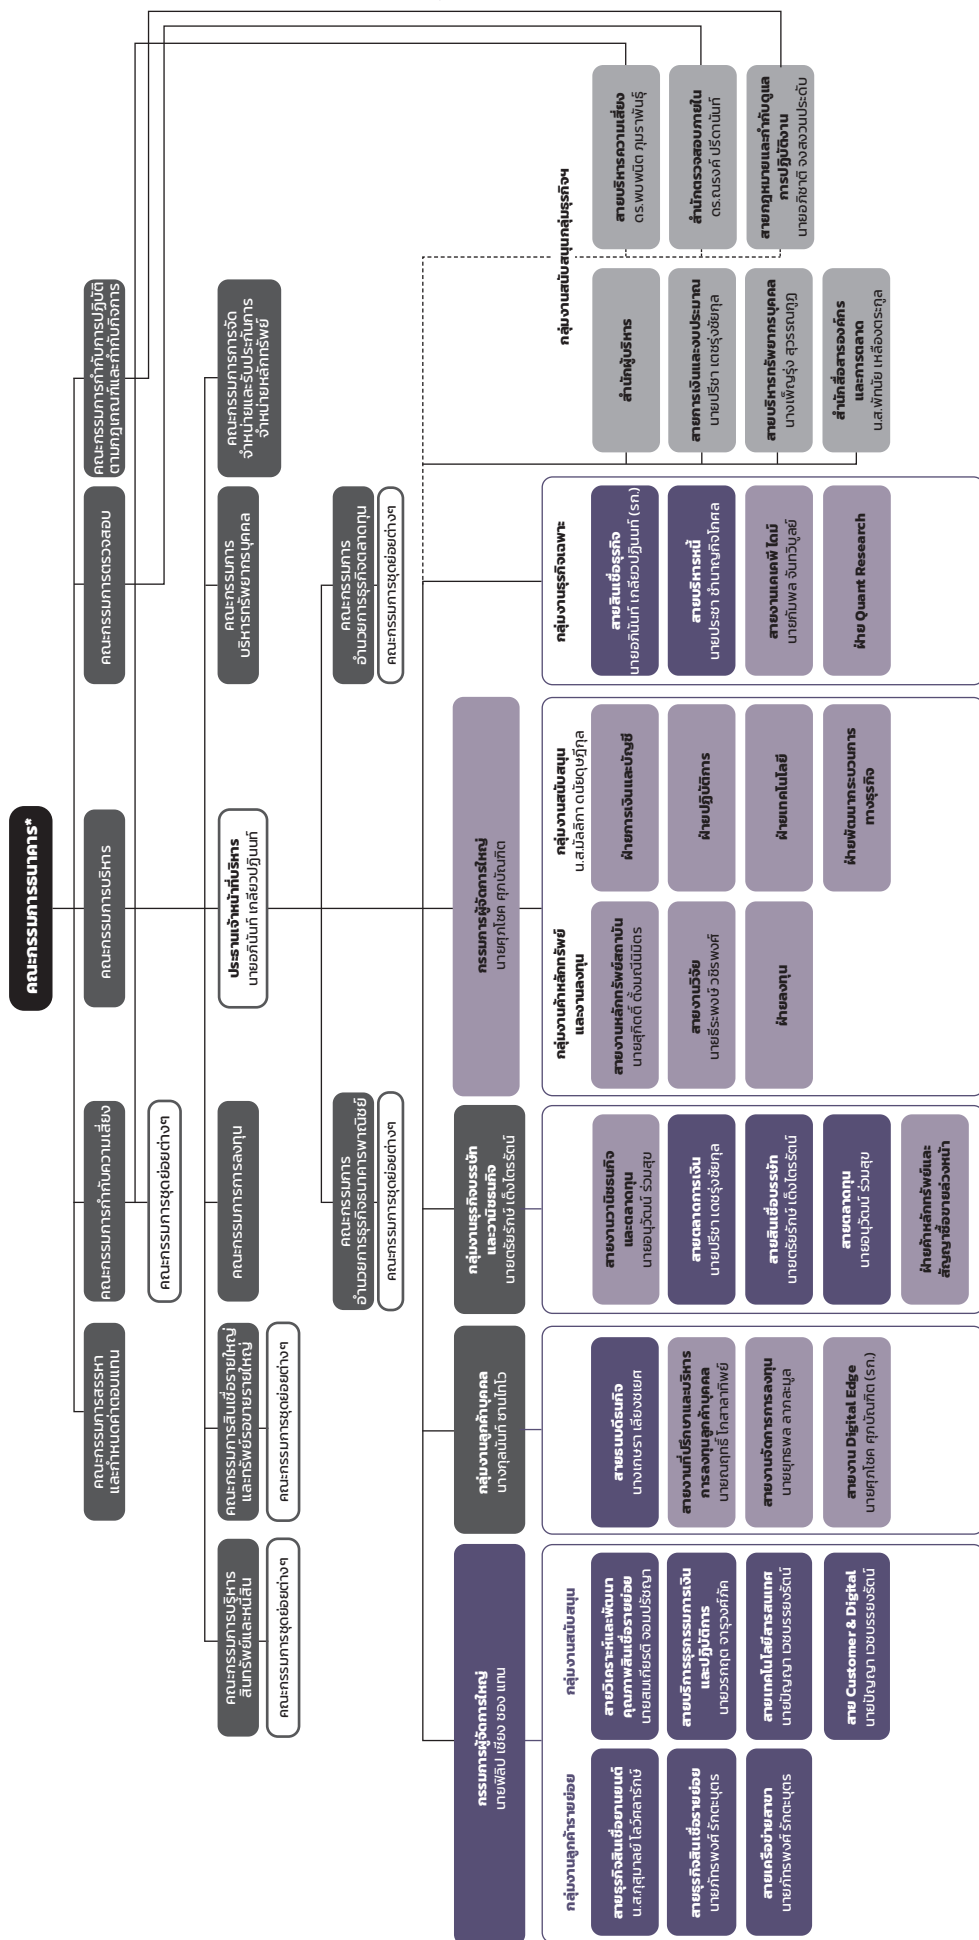 คณะกรรมการธนาคาร*
คณะกรรมการสรรหา
และกำหนดค่าตอบแทน
คณะกรรมการกำกับความเสี่ยง
คณะกรรมการชุดย่อยต่างๆ
คณะกรรมการบริหาร
คณะกรรมการตรวจสอบ
คณะกรรมการกำกับการปฏิบัติ
ตามกฎเกณฑ์และกำกับกิจการ
คณะกรรมการบริหาร
สินทรัพย์และหนี้สิน
คณะกรรมการชุดย่อยต่างๆ
คณะกรรมการสินเชื่อรายใหญ่
และทรัพย์รอขายรายใหญ่
คณะกรรมการชุดย่อยต่างๆ
คณะกรรมการการลงทุน
ประธานเจ้าหน้าที่บริหาร
นายอภินันท์ เกลียวปฏินนท์
คณะกรรมการ
บริหารทรัพยากรบุคคล
คณะกรรมการการจัด
จำหน่ายและรับประกันการ
จำหน่ายหลักทรัพย์
คณะกรรมการ
อำนวยการธุรกิจธนาคารพาณิชย์
คณะกรรมการชุดย่อยต่างๆ
คณะกรรมการ
อำนวยการธุรกิจตลาดทุน
คณะกรรมการชุดย่อยต่างๆ
กรรมการผู้จัดการใหญ่
นายฟิลิป เชียง ชอง แทน
กลุ่มงานลูกค้าบุคคล
นางกุลนันท์ ซานไทโว
กลุ่มงานธุรกิจบรรษัท
และวานิชธนกิจ
นายตรัยรักษ์ เต็งไตรรัตน์
กรรมการผู้จัดการใหญ่
นายศุภโชค ศุภบัณฑิต
กลุ่มงานลูกค้ารายย่อย
สายธุรกิจสินเชื่อยานยนต์
น.ส.กุสุมาลย์ โลว์ศลารักษ์
สายธุรกิจสินเชื่อรายย่อย
นายภัทรพงศ์ รักตะบุตร
สายเครือข่ายสาขา
นายภัทรพงศ์ รักตะบุตร
กลุ่มงานสนับสนุน
สายวิเคราะห์และพัฒนา
คุณภาพสินเชื่อรายย่อย
นายสมเกียรติ จอมปรัชญา
สายบริการธุรกรรมการเงิน
และปฏิบัติการ
นายวรกฤต จารุวงศ์ภัค
สายเทคโนโลยีสารสนเทศ
นายปัญญา เวชบรรยงรัตน์
สาย Customer & Digital
นายปัญญา เวชบรรยงรัตน์
สายธนบดีธนกิจ
นางเกษรา เลียงชเยศ
สายงานที่ปรึกษาและบริหาร
การลงทุนลูกค้าบุคคล
นายณฤทธิ์ โกสาลาทิพย์
สายงานจัดการการลงทุน
นายยุทธพล ลาภละมูล
สายงาน Digital Edge
นายศุภโชค ศุภบัณฑิต (รก.)
สายงานวานิชธนกิจ
และตลาดทุน
นายอนุวัฒน์ ร่วมสุข
สายตลาดการเงิน
นายปรีชา เตชรุ่งชัยกุล
สายสินเชื่อบรรษัท
นายตรัยรักษ์ เต็งไตรรัตน์
สายตลาดทุน
นายอนุวัฒน์ ร่วมสุข
ฝ่ายค้าหลักทรัพย์และ
สัญญาซื้อขายล่วงหน้า
กลุ่มงานค้าหลักทรัพย์
และงานลงทุน
สายงานหลักทรัพย์สถาบัน
นายสุกิตติ์ ตั้งมณีนิมิตร
สายงานวิจัย
นายธีระพงษ์ วชิรพงศ์
ฝ่ายลงทุน
กลุ่มงานสนับสนุน
น.ส.มัลลิกา ดนัยดุษฎีกุล
ฝ่ายการเงินและบัญชี
ฝ่ายปฏิบัติการ
ฝ่ายเทคโนโลยี
ฝ่ายพัฒนากระบวนการ
ทางธุรกิจ
กลุ่มงานธุรกิจเฉพาะ
สายสินเชื่อธุรกิจ
นายอภินันท์ เกลียวปฏินนท์ (รก.)
สายบริหารหนี้
นายประชา ชำนาญกิจโกศล
สายงานเคเคพี ไดม์
นายกัมพล จันทวิบูลย์
ฝ่าย Quant Research
กลุ่มงานสนับสนุนกลุ่มธุรกิจฯ
สำนักผู้บริหาร
สายการเงินและงบประมาณ
นายปรีชา เตชรุ่งชัยกุล
สายบริหารทรัพยากรบุคคล
นางเพ็ญรุ่ง สุวรรณกูฏ
สำนักสื่อสารองค์กร
และการตลาด
น.ส.พัทนัย เหลืองตระกูล
สายบริหารความเสี่ยง
ดร.พบพนิต ภุมราพันธุ์
สำนักตรวจสอบภายใน
ดร.ณรงค์ ปรีดานันท์
สายกฎหมายและกำกับดูแล
การปฏิบัติงาน
นายอภิชาติ จงสงวนประดับ